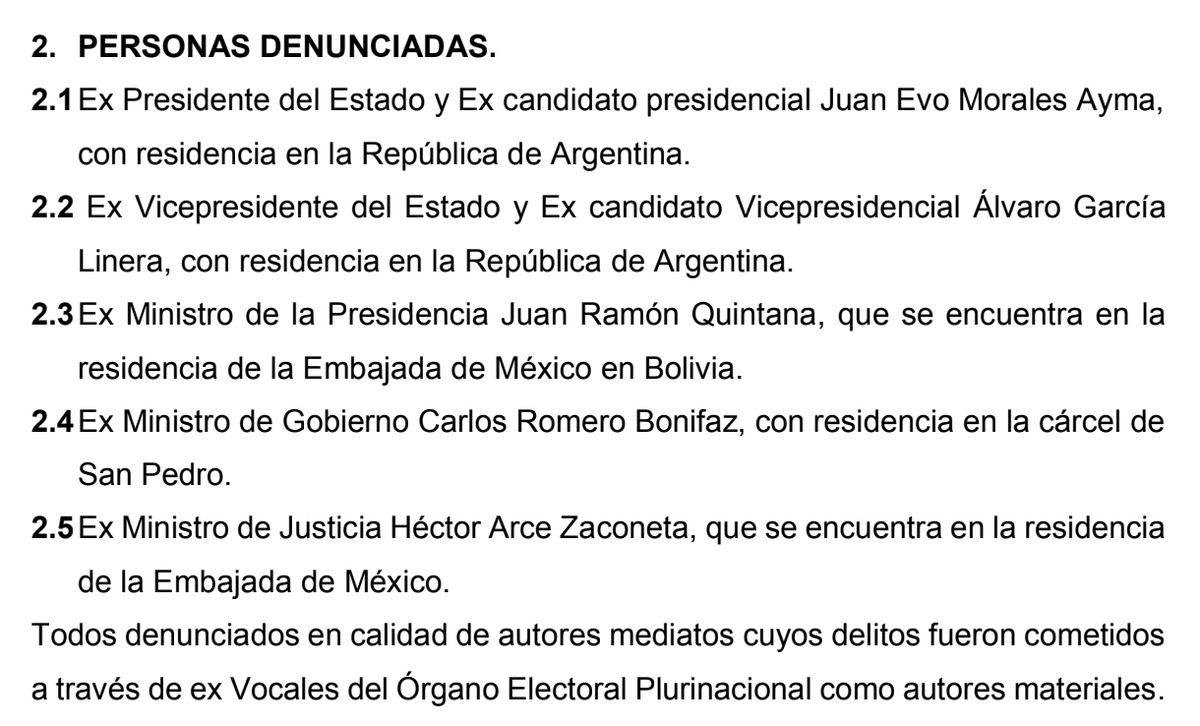 2. PERSONAS DENUNCIADAS.
2.1 Ex Presidente del Estado y Ex candidato presidencial Juan Evo Morales Ayma,
con residencia en la República de Argentina.
2.2 Ex Vicepresidente del Estado y Ex candidato Vicepresidencial Álvaro García
Linera, con residencia en la República de Argentina.
2.3 Ex Ministro de la Presidencia Juan Ramón Quintana, que se encuentra en la
residencia de la Embajada de México en Bolivia.
2.4 Ex Ministro de Gobierno Carlos Romero Bonifaz, con residencia en la cárcel de
San Pedro.
2.5 Ex Ministro de Justicia Héctor Arce Zaconeta, que se encuentra en la residencia
de la Embajada de México.
Todos denunciados en calidad de autores mediatos cuyos delitos fueron cometidos
a través de ex Vocales del Órgano Electoral Plurinacional como autores materiales.